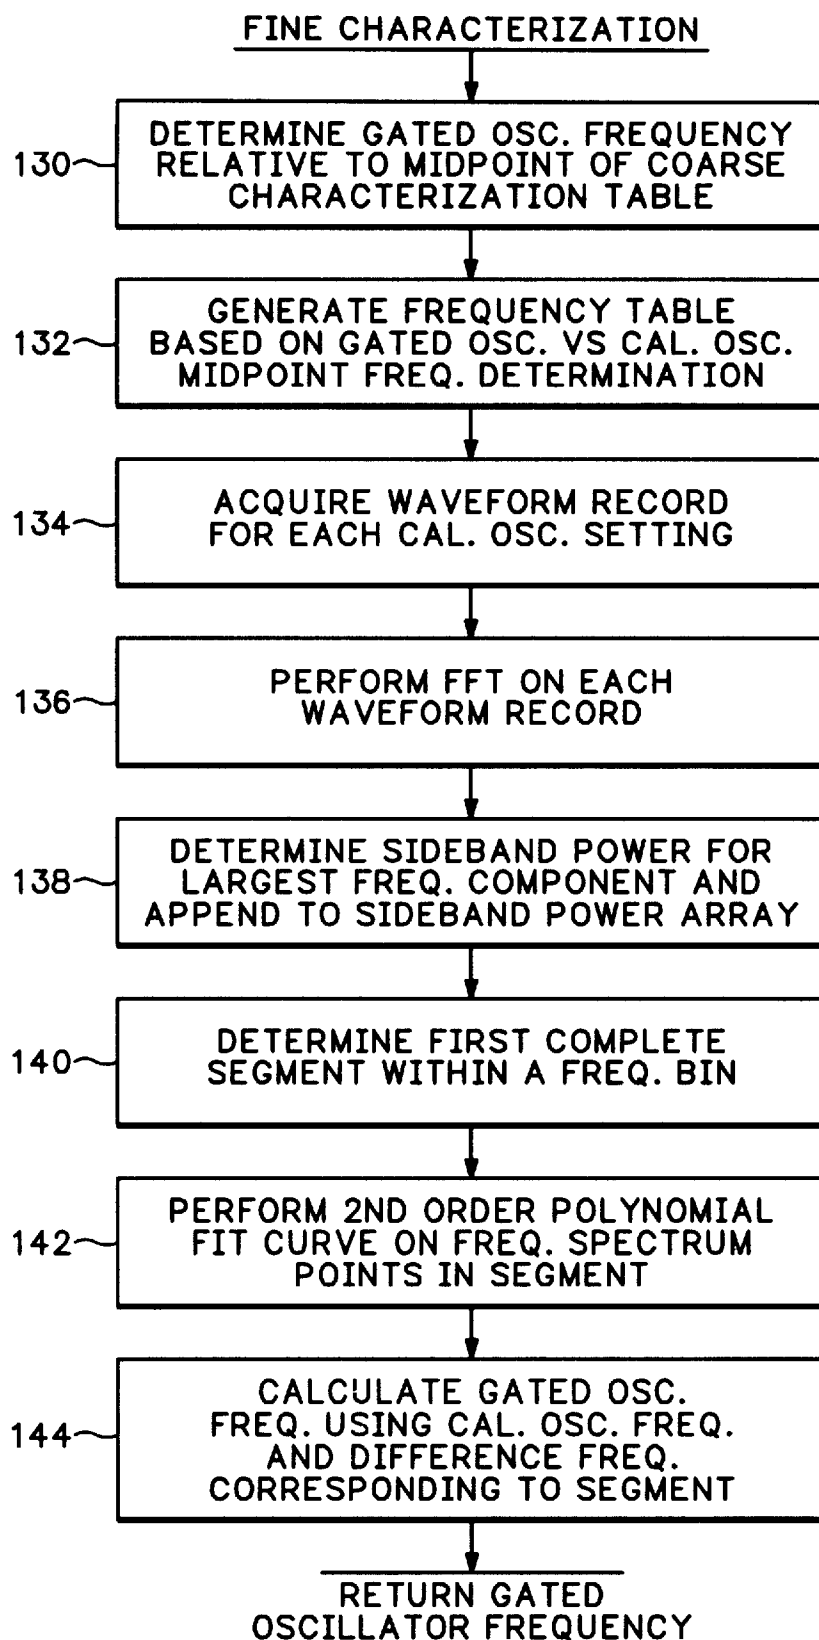 FINE CHARACTERIZATION
130
DETERMINE GATED OSC. FREQUENCY
RELATIVE TO MIDPOINT OF COARSE
CHARACTERIZATION TABLE
132
GENERATE FREQUENCY TABLE
BASED ON GATED OSC. VS CAL. OSC.
MIDPOINT FREQ. DETERMINATION
134
ACQUIRE WAVEFORM RECORD
FOR EACH CAL. OSC. SETTING
136
PERFORM FFT ON EACH
WAVEFORM RECORD
138
DETERMINE SIDEBAND POWER FOR
LARGEST FREQ. COMPONENT AND
APPEND TO SIDEBAND POWER ARRAY
140
DETERMINE FIRST COMPLETE
SEGMENT WITHIN A FREQ. BIN
142
PERFORM 2ND ORDER POLYNOMIAL
FIT CURVE ON FREQ. SPECTRUM
POINTS IN SEGMENT
144
CALCULATE GATED OSC.
FREQ. USING CAL. OSC. FREQ.
AND DIFFERENCE FREQ.
CORRESPONDING TO SEGMENT
RETURN GATED
OSCILLATOR FREQUENCY